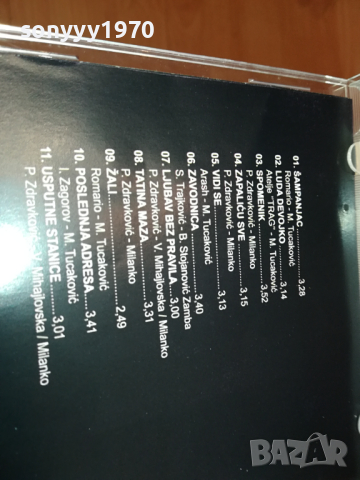 sonyyy1970
01. ŠAMPANJAC......3,28
Romario - M. Tucaković
02. LUDA DEVOJKO......3,14
Atelje "TRAG" - M. Tucaković
03. SPOMENIK......3,52
P. Zdravković - Milanko
04. ZAPALIĆU SVE......3,15
P. Zdravković - Milanko
05. VIDI SE......3,13
Arash - M. Tucaković
06. ZAVODNICA......3,40
S. Trajković - B. Stojanović Zamba
07. LJUBAV BEZ PRAVILA......3,00
P. Zdravković - V. Mihajlovska / Milanko
08. TATINA MAZA......3,31
P. Zdravković - Milanko
09. ŽALI......2,49
Romario - M. Tucaković
10. POSLEDNJA ADRESA......3,41
I. Zagorov - M. Tucaković
11. USPUTNE STANICE......3,01
P. Zdravković - V. Mihajlovska / Milanko
bazar